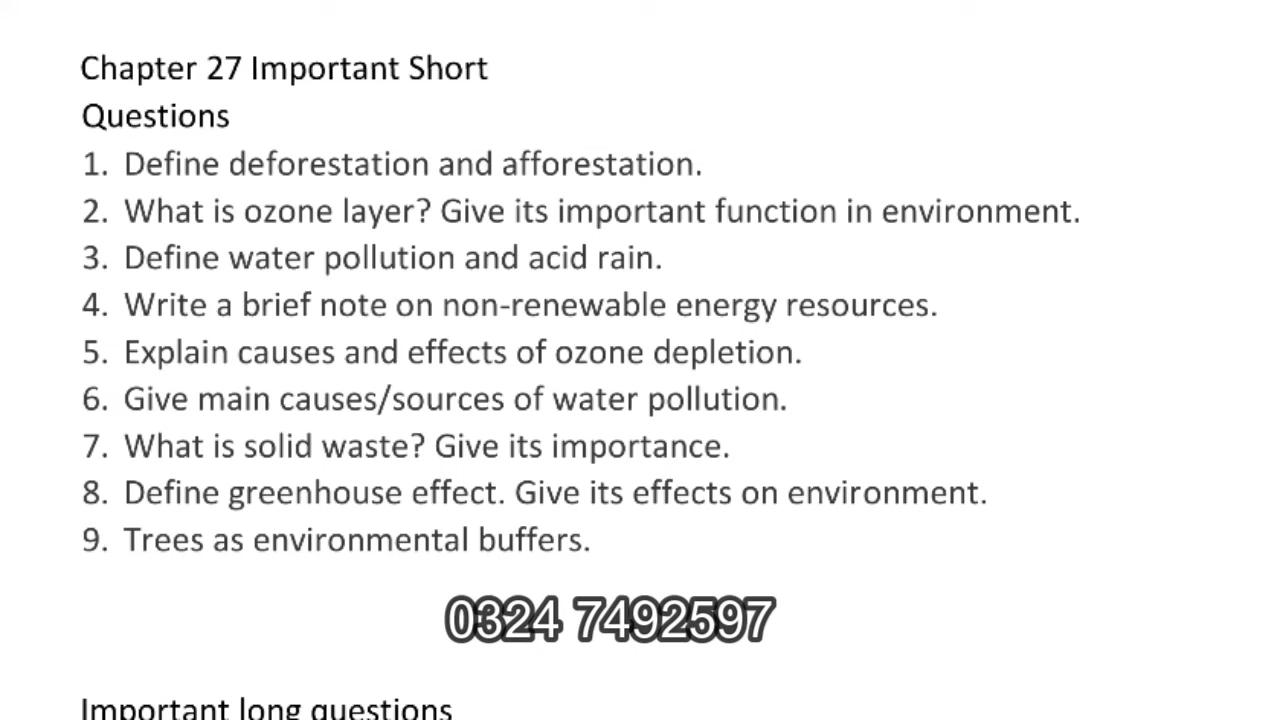 Chapter 27 Important Short
Questions
1. Define deforestation and afforestation.
2. What is ozone layer? Give its important function in environment.
3. Define water pollution and acid rain.
4. Write a brief note on non-renewable energy resources.
5. Explain causes and effects of ozone depletion.
6. Give main causes/sources of water pollution.
7. What is solid waste? Give its importance.
8. Define greenhouse effect. Give its effects on environment.
9. Trees as environmental buffers.
0324 7492597
Important long questions